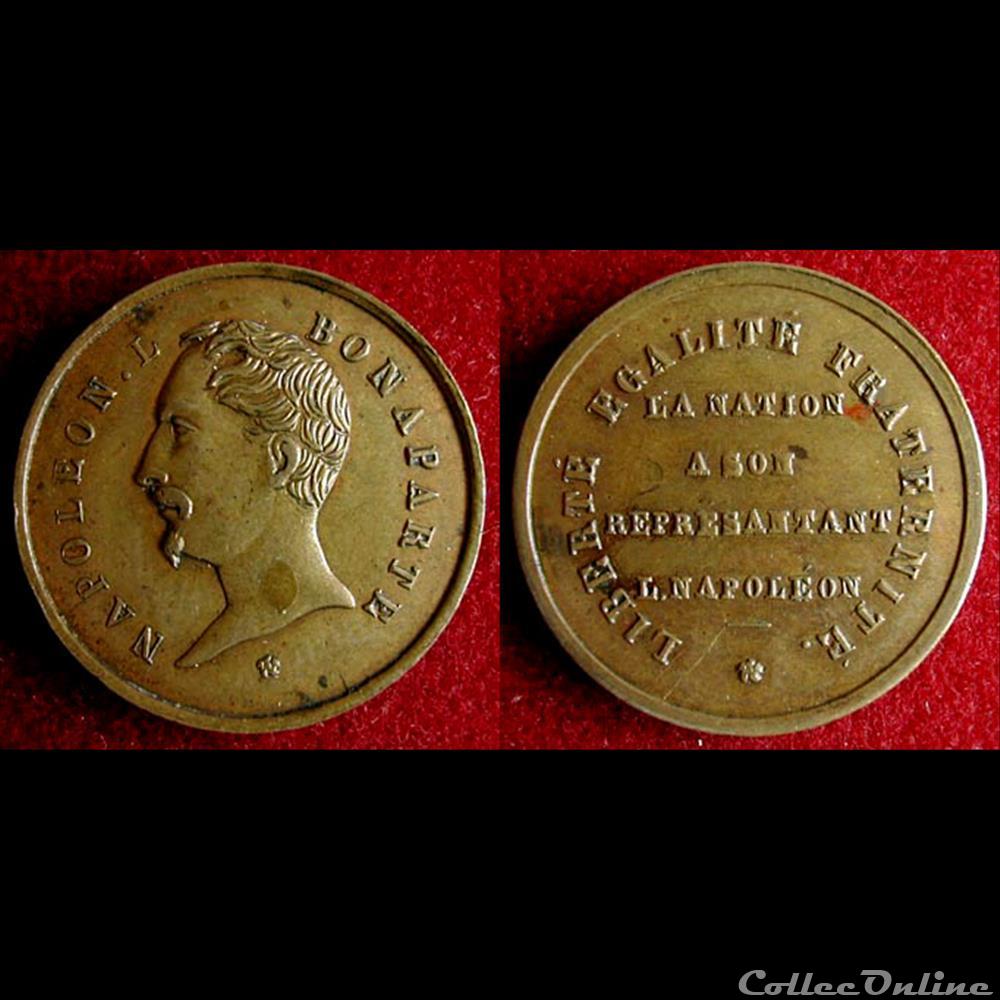 NAPOLEON. L BONAPARTE
LIBERTÉ EGALITÉ FRATERNITÉ.
LA NATION
A SON
REPRESANTANT
L. NAPOLÉON
CollecOnline